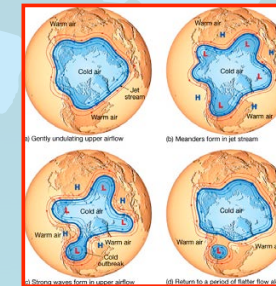 Warm air
Cold air
Jet
stream
Warm air
a) Gently undulating upper airflow
Warm air
H
H
L
L
L
Cold air
L
L
H
H
Warm air
(b) Meanders form in jet stream
H
L
L
H
Cold air
L
L
H
Warm air
Warm air
L
Cold
outbreak
c) Strong waves form in upper airflow
Cold air
Warm air
L
Warm a
(d) Return to a period of flatter flow a